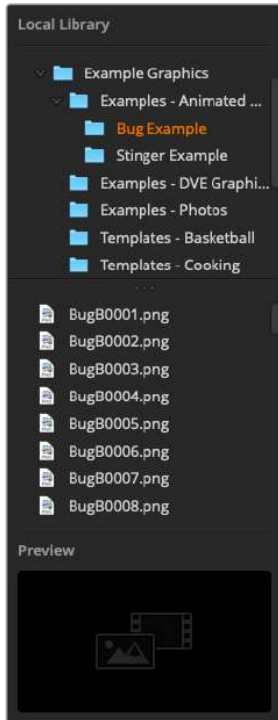 Local Library
Example Graphics
Examples - Animated ...
Bug Example
Stinger Example
Examples - DVE Graphi...
Examples - Photos
Templates - Basketball
Templates - Cooking
BugB0001.png
BugB0002.png
BugB0003.png
BugB0004.png
BugB0005.png
BugB0006.png
BugB0007.png
BugB0008.png
Preview